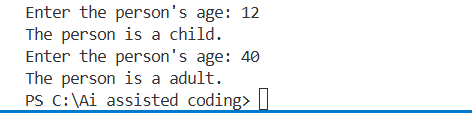 Enter the person's age: 12
The person is a child.
Enter the person's age: 40
The person is a adult.
PS C:\Ai assisted coding>